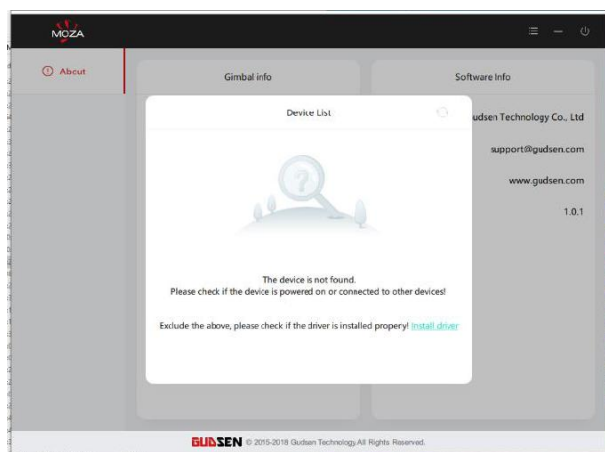 MOZA
About
Gimbal info
Software Info
Device List
udsen Technology Co., Ltd
support@gudsen.com
www.gudsen.com
1.0.1
The device is not found.
Please check if the device is powered on or connected to other devices!
Exclude the above, please check if the driver is installed propery! Install driver
GUDSEN © 2015-2018 Gudsen Technology.All Rights Reserved.